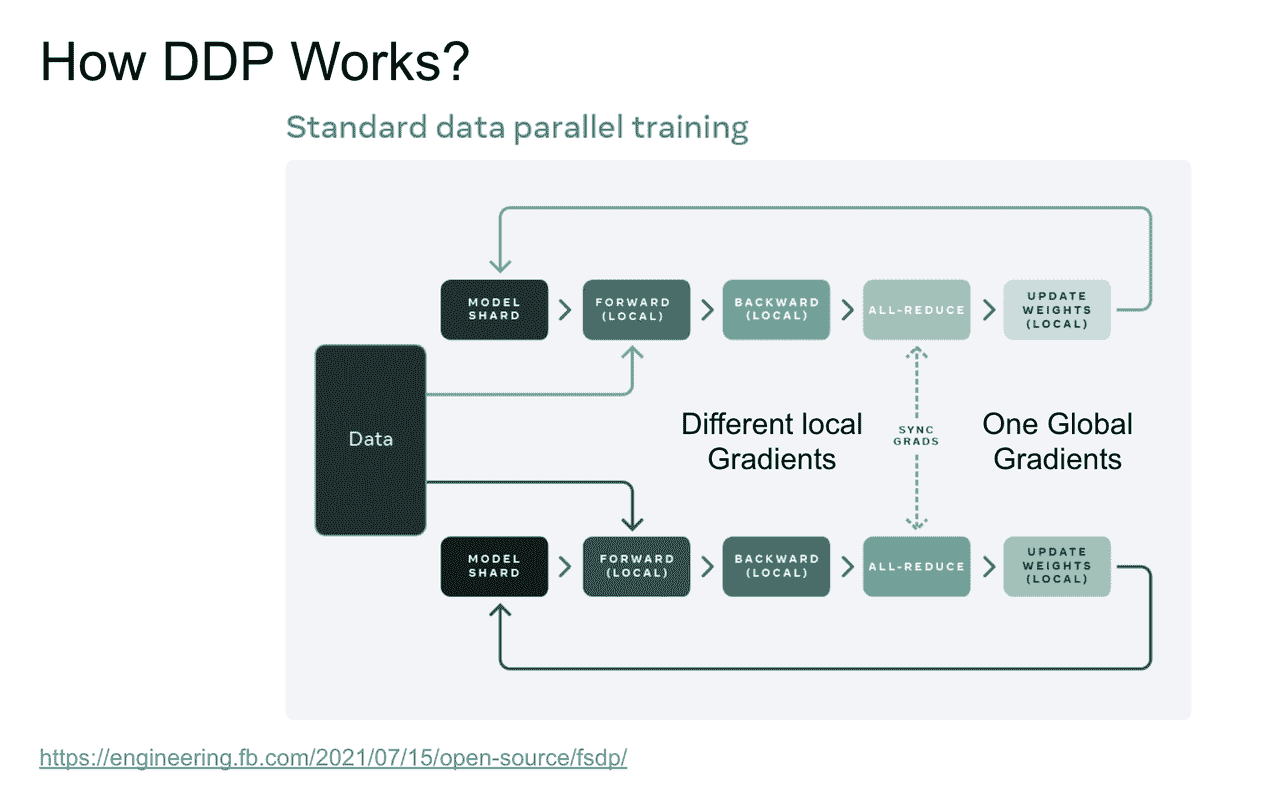 How DDP Works?
Standard data parallel training
MODEL
SHARD
FORWARD
(LOCAL)
BACKWARD
(LOCAL)
ALL-REDUCE
UPDATE
WEIGHTS
(LOCAL)
Data
Different local
Gradients
SYNC
GRADS
One Global
Gradients
MODEL
SHARD
FORWARD
(LOCAL)
BACKWARD
(LOCAL)
ALL-REDUCE
UPDATE
WEIGHTS
(LOCAL)
https://engineering.fb.com/2021/07/15/open-source/fsdp/